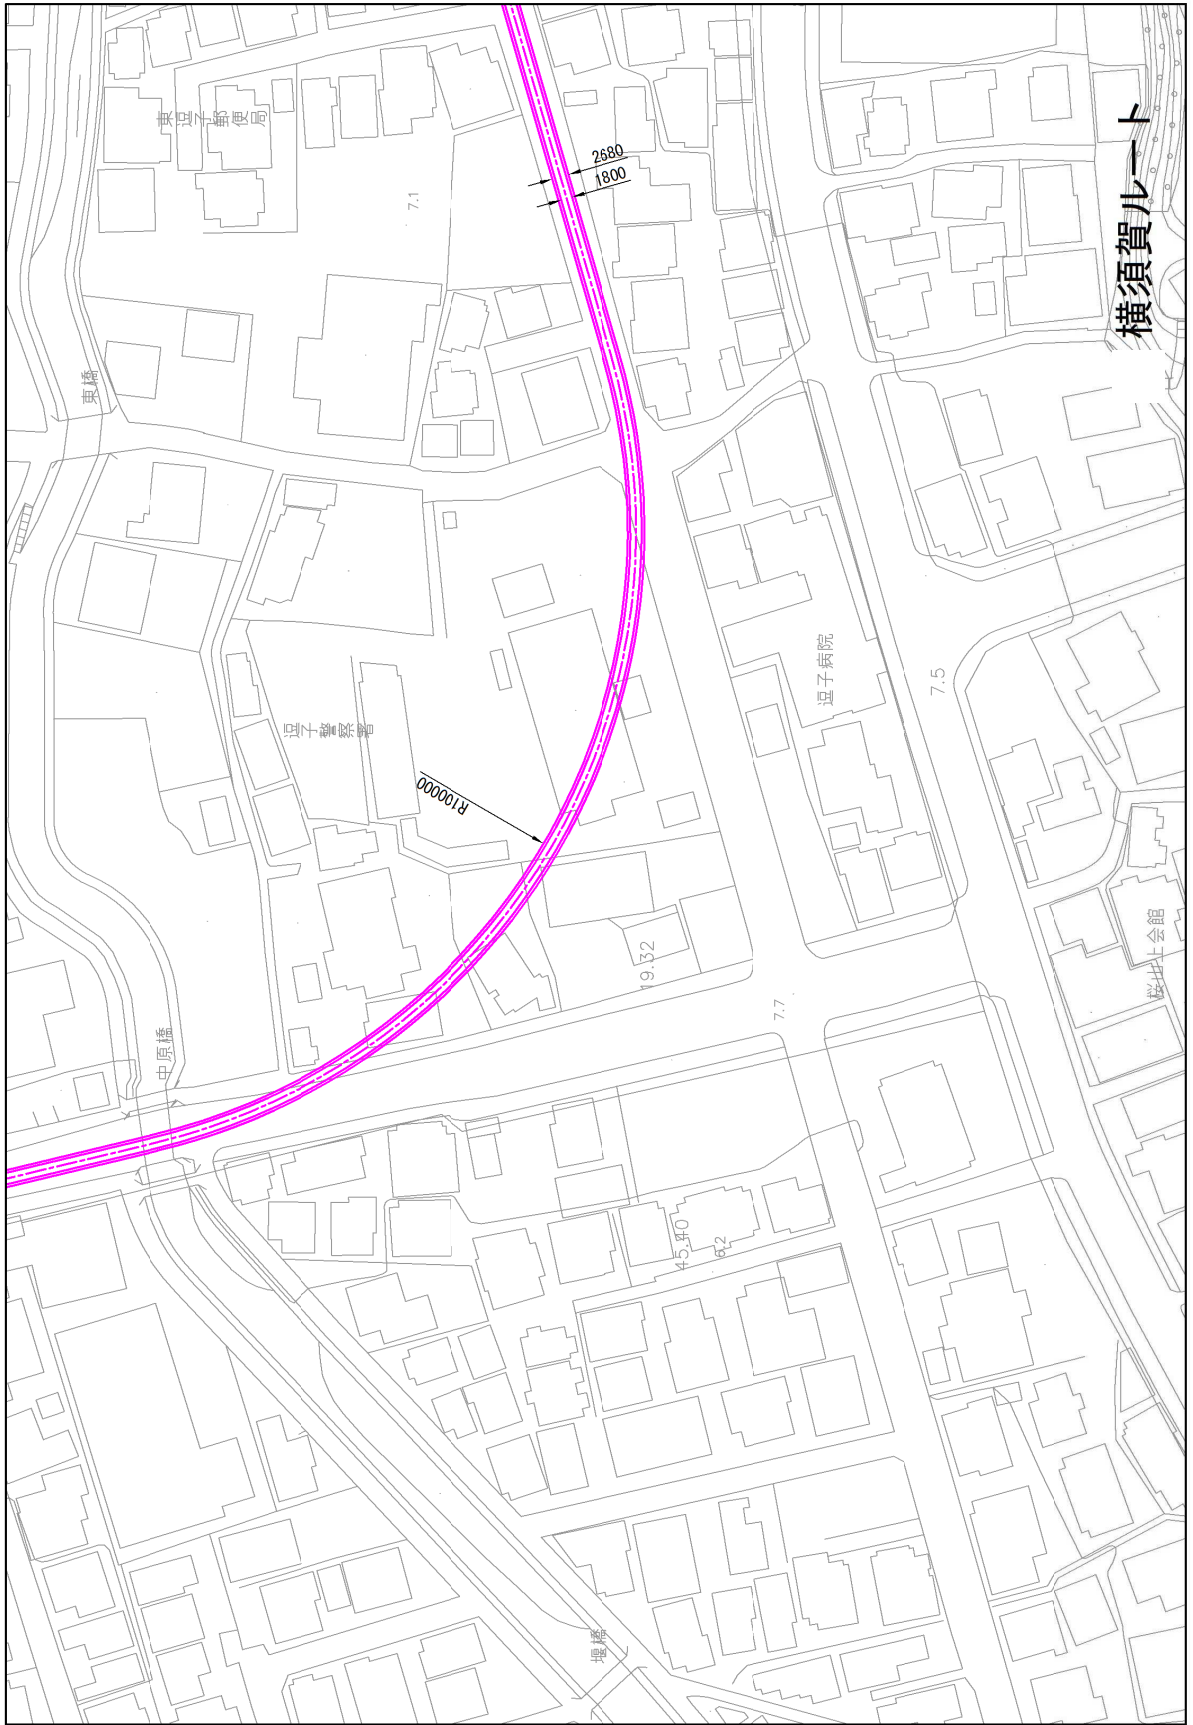 東逗子郵便局
7.1
2680
1800
横須賀ルート
東橋
逗子警察署
R100000
逗子病院
7.5
19.32
7.7
中原橋
桜山上会館
45.40
6.2
堰橋